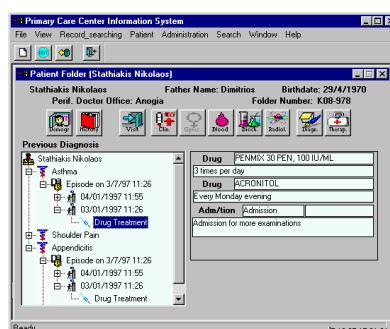 Primary Care Center Information System
File View Record_searching Patient Administration Search Window Help
Patient Folder (Stathiakis Nikolaos)
Stathiakis Nikolaos Father Name: Dimitrios Birthdate: 29/4/1970
Perif. Doctor Office: Anogia Folder Number: K08-978
Demogr History Visit Clin. Gynec. Blood Bioch. Radiol. Diagn. Therap.
Previous Diagnosis
Stathiakis Nikolaos
Asthma
Episode on 3/7/97 11:26
04/01/1997 11:55
03/01/1997 11:26
Drug Treatment
Shoulder Pain
Appendicitis
Episode on 3/7/97 11:26
04/01/1997 11:55
03/01/1997 11:26
Drug Treatment
Drug PENMIX 30 PEN, 100 IU/ML
3 times per day
Drug ACRONITOL
Every Monday evening
Adm/tion Admission
Admission for more examinations
Ready